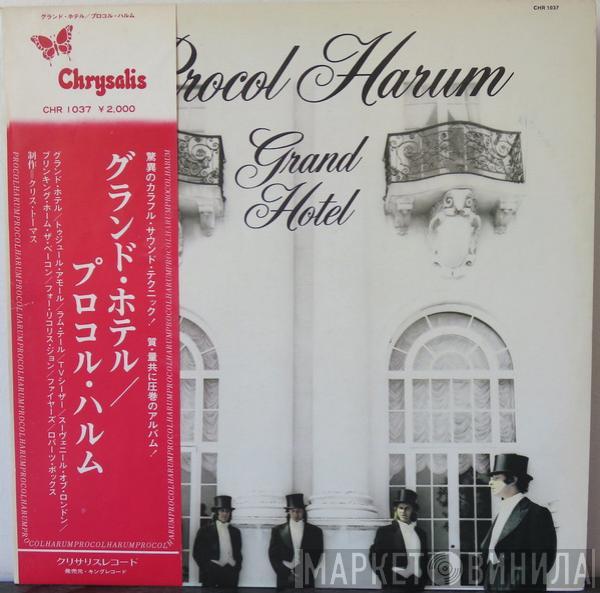 グランド・ホテル/プロコル・ハルム
Chrysalis
CHR 1037 ¥2,000
CHR 1037
Procol Harum
Grand
Hotel
驚異のカラフル・サウンド・テクニック! 質・量共に圧巻のアルバム!
グランド・ホテル/
プロコル・ハルム
グランド・ホテル/トゥジュール・アモール/ラム・テール/TVシーザー/スーヴェニール・オブ・ロンドン/
ブリンキング・ホーム・ザ・ベーコン/フォー・リコリス・ジョン/ファイヤーズ/ロバーツ・ボックス
制作=クリス・トーマス
PROCOLHARUMPROCOLHARUMPROCOLHARUMPROCOLHARUMPROCOLHARUMPROCOLHARUMPROCOLHARUM
クリサリスレコード
発売元・キングレコード
МАРКЕТ ВИНИЛА